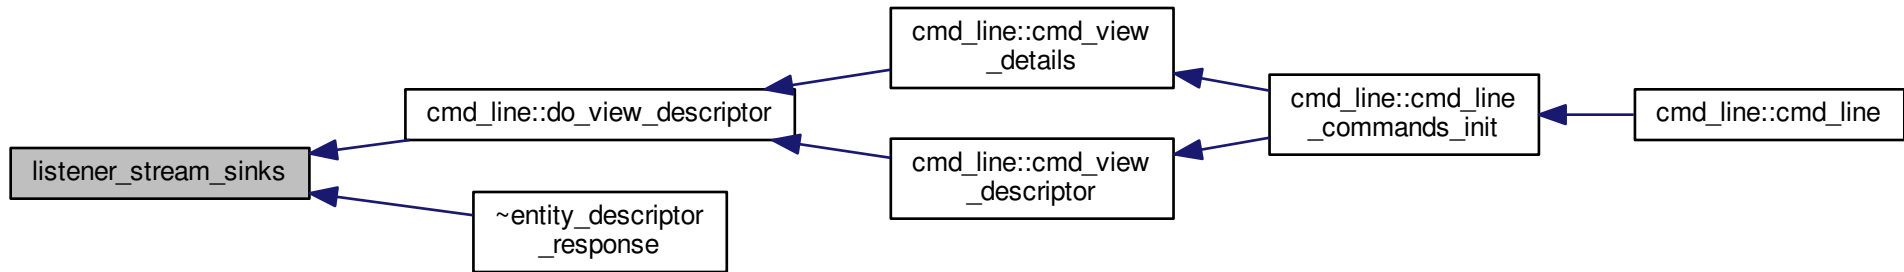 listener_stream_sinks
cmd_line::do_view_descriptor
~entity_descriptor
_response
cmd_line::cmd_view
_details
cmd_line::cmd_view
_descriptor
cmd_line::cmd_line
_commands_init
cmd_line::cmd_line